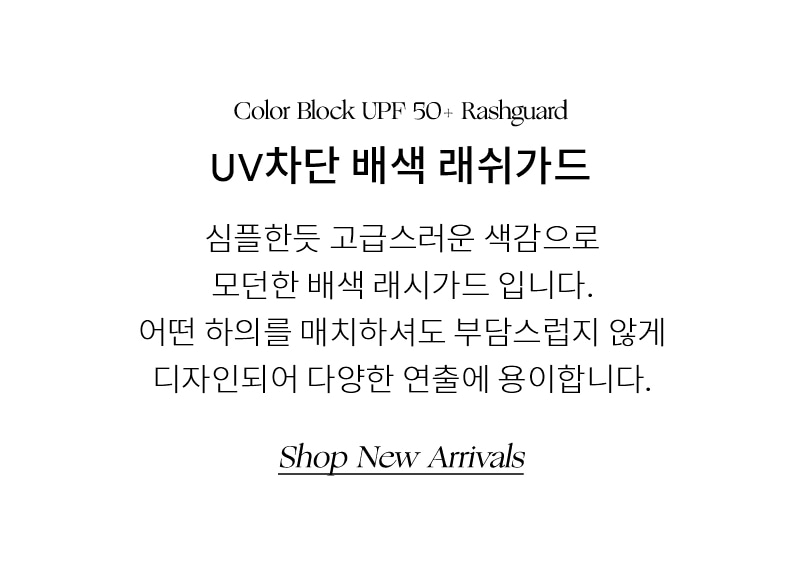 Color Block UPF 50+ Rashguard
UV차단 배색 래쉬가드
심플한듯 고급스러운 색감으로
모던한 배색 래시가드 입니다.
어떤 하의를 매치하셔도 부담스럽지 않게
디자인되어 다양한 연출에 용이합니다.
Shop New Arrivals